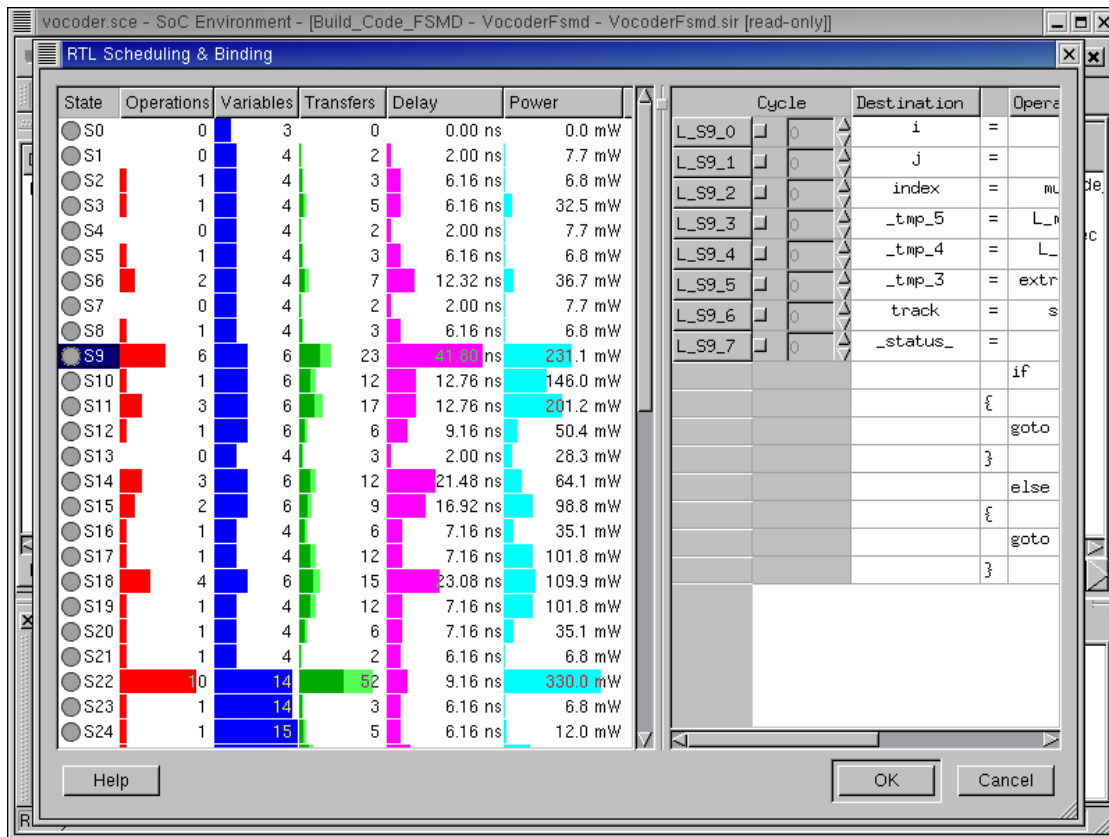 vocoder.sce - SoC Environment - [Build_Code_FSMD - VocoderFsmd - VocoderFsmd.sir [read-only]]
RTL Scheduling & Binding
State Operations Variables Transfers Delay Power
S0 0 3 0 0.00 ns 0.0 mW
S1 0 4 2 2.00 ns 7.7 mW
S2 1 4 3 6.16 ns 6.8 mW
S3 1 4 5 6.16 ns 32.5 mW
S4 0 4 2 2.00 ns 7.7 mW
S5 1 4 3 6.16 ns 6.8 mW
S6 2 4 7 12.32 ns 36.7 mW
S7 0 4 2 2.00 ns 7.7 mW
S8 1 4 3 6.16 ns 6.8 mW
S9 6 6 23 41.80 ns 231.1 mW
S10 1 6 12 12.76 ns 146.0 mW
S11 3 6 17 12.76 ns 201.2 mW
S12 1 6 6 9.16 ns 50.4 mW
S13 0 4 3 2.00 ns 28.3 mW
S14 3 6 12 21.48 ns 64.1 mW
S15 2 6 9 16.92 ns 98.8 mW
S16 1 4 6 7.16 ns 35.1 mW
S17 1 4 12 7.16 ns 101.8 mW
S18 4 6 15 23.08 ns 109.9 mW
S19 1 4 12 7.16 ns 101.8 mW
S20 1 4 6 7.16 ns 35.1 mW
S21 1 4 2 6.16 ns 6.8 mW
S22 10 14 52 9.16 ns 330.0 mW
S23 1 14 3 6.16 ns 6.8 mW
S24 1 15 5 6.16 ns 12.0 mW
Cycle Destination Opera
L_S9_0 0 i =
L_S9_1 0 j =
L_S9_2 0 index = mu
L_S9_3 0 _tmp_5 = L_m
L_S9_4 0 _tmp_4 = L_
L_S9_5 0 _tmp_3 = extr
L_S9_6 0 track = s
L_S9_7 0 _status_ =
if
{
goto
}
else
{
goto
}
de_
ec
Help OK Cancel